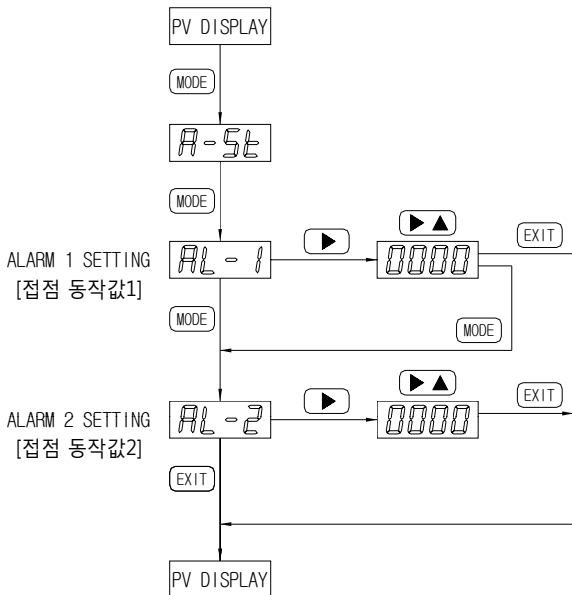 PV DISPLAY
MODE
A-St
MODE
ALARM 1 SETTING
[접점 동작값1]
AL-1
0000
EXIT
MODE
MODE
ALARM 2 SETTING
[접점 동작값2]
AL-2
0000
EXIT
EXIT
PV DISPLAY